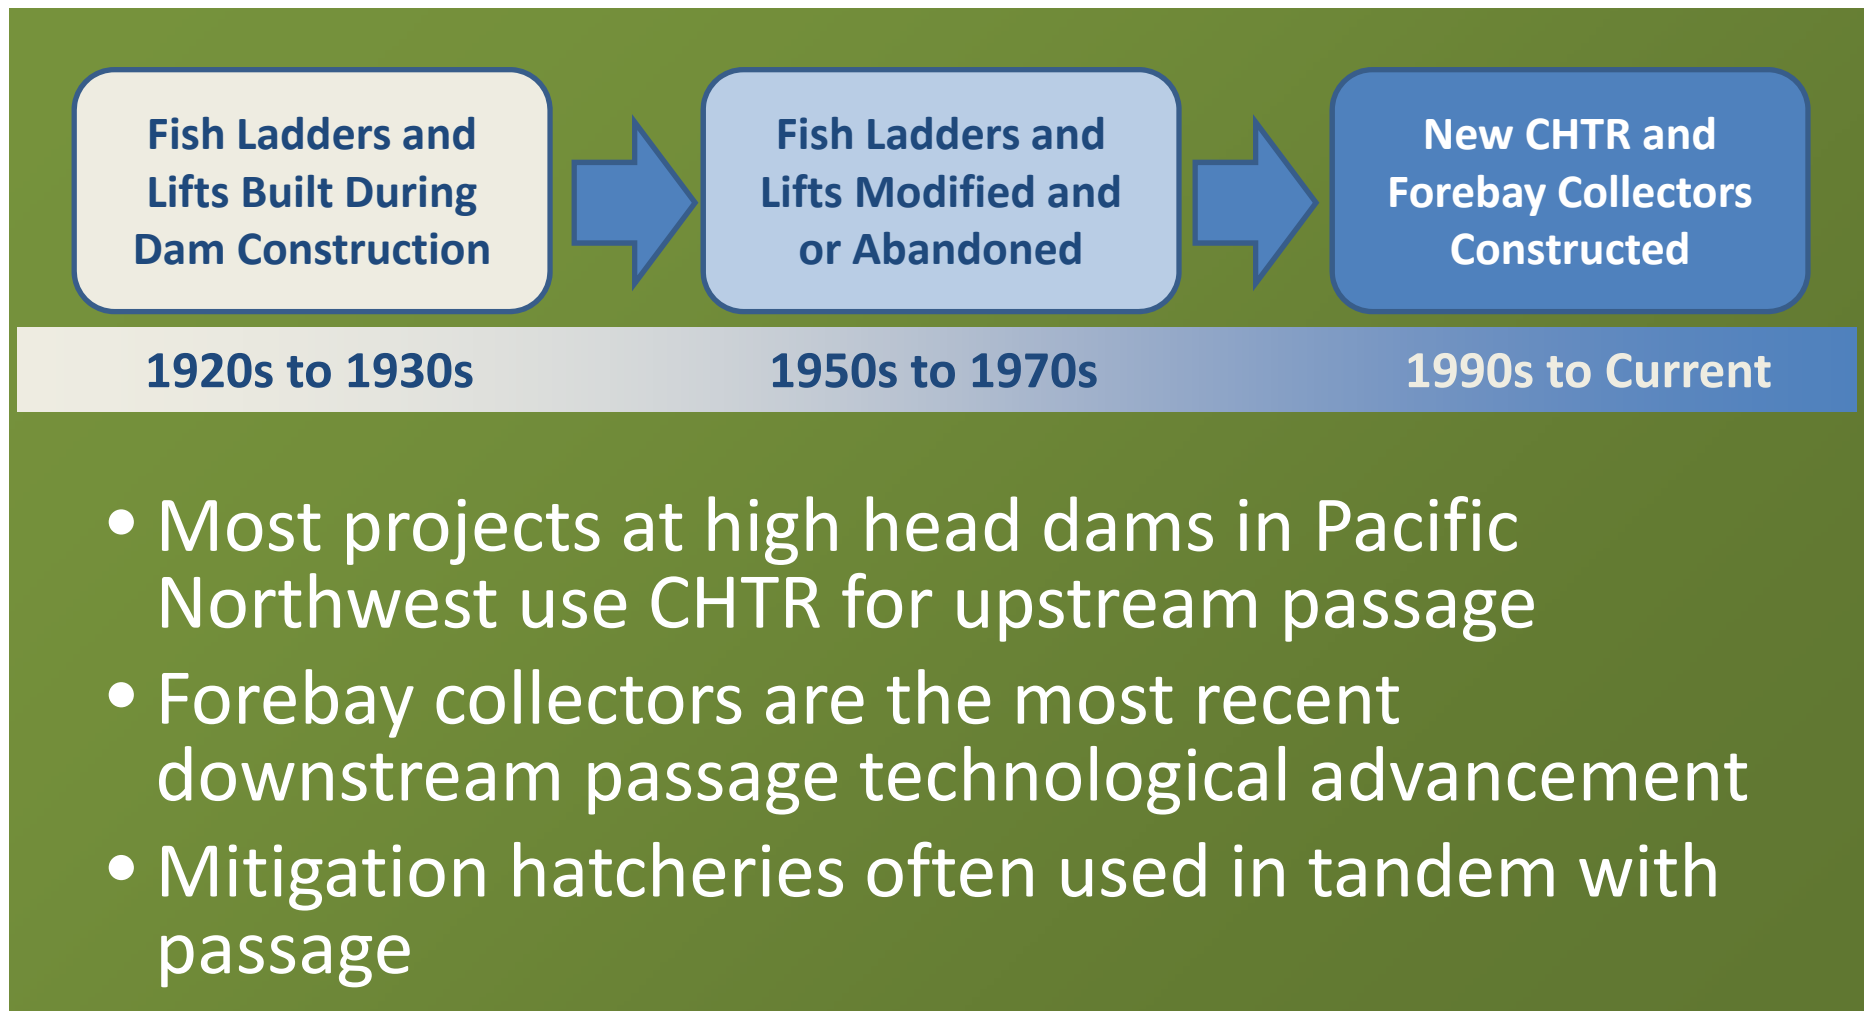 Fish Ladders and
Lifts Built During
Dam Construction
Fish Ladders and
Lifts Modified and
or Abandoned
New CHTR and
Forebay Collectors
Constructed
1920s to 1930s
1950s to 1970s
1990s to Current
• Most projects at high head dams in Pacific
Northwest use CHTR for upstream passage
• Forebay collectors are the most recent
downstream passage technological advancement
• Mitigation hatcheries often used in tandem with
passage